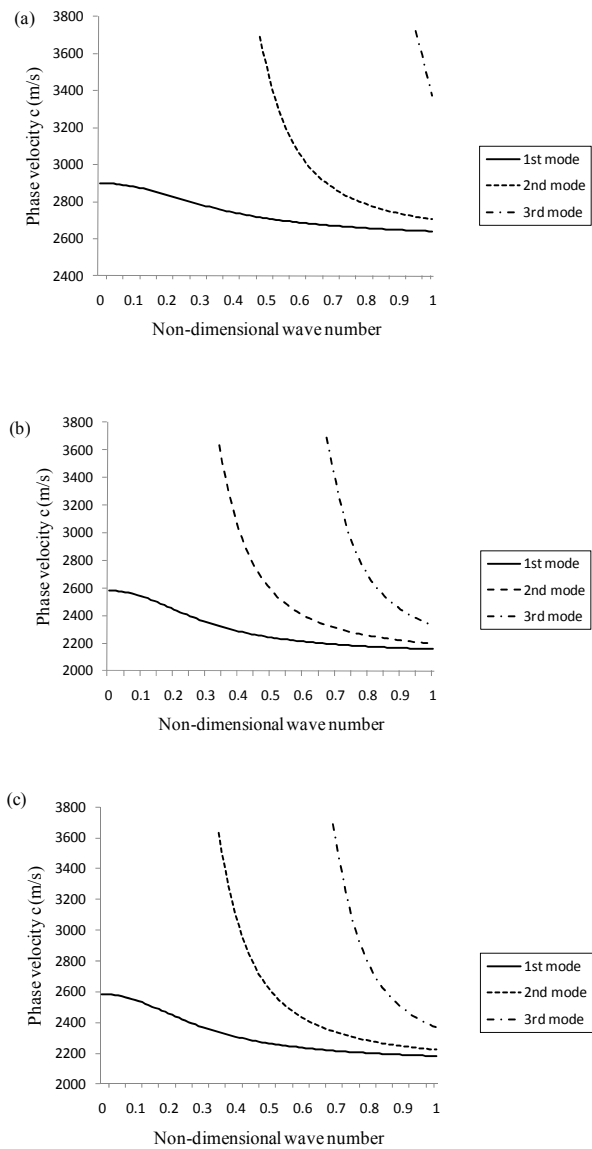 (a)
Phase velocity c (m/s)
3800
3600
3400
3200
3000
2800
2600
2400
0 0.1 0.2 0.3 0.4 0.5 0.6 0.7 0.8 0.9 1
Non-dimensional wave number
1st mode
2nd mode
3rd mode
(b)
Phase velocity c (m/s)
3800
3600
3400
3200
3000
2800
2600
2400
2200
2000
0 0.1 0.2 0.3 0.4 0.5 0.6 0.7 0.8 0.9 1
Non-dimensional wave number
1st mode
2nd mode
3rd mode
(c)
Phase velocity c (m/s)
3800
3600
3400
3200
3000
2800
2600
2400
2200
2000
0 0.1 0.2 0.3 0.4 0.5 0.6 0.7 0.8 0.9 1
Non-dimensional wave number
1st mode
2nd mode
3rd mode